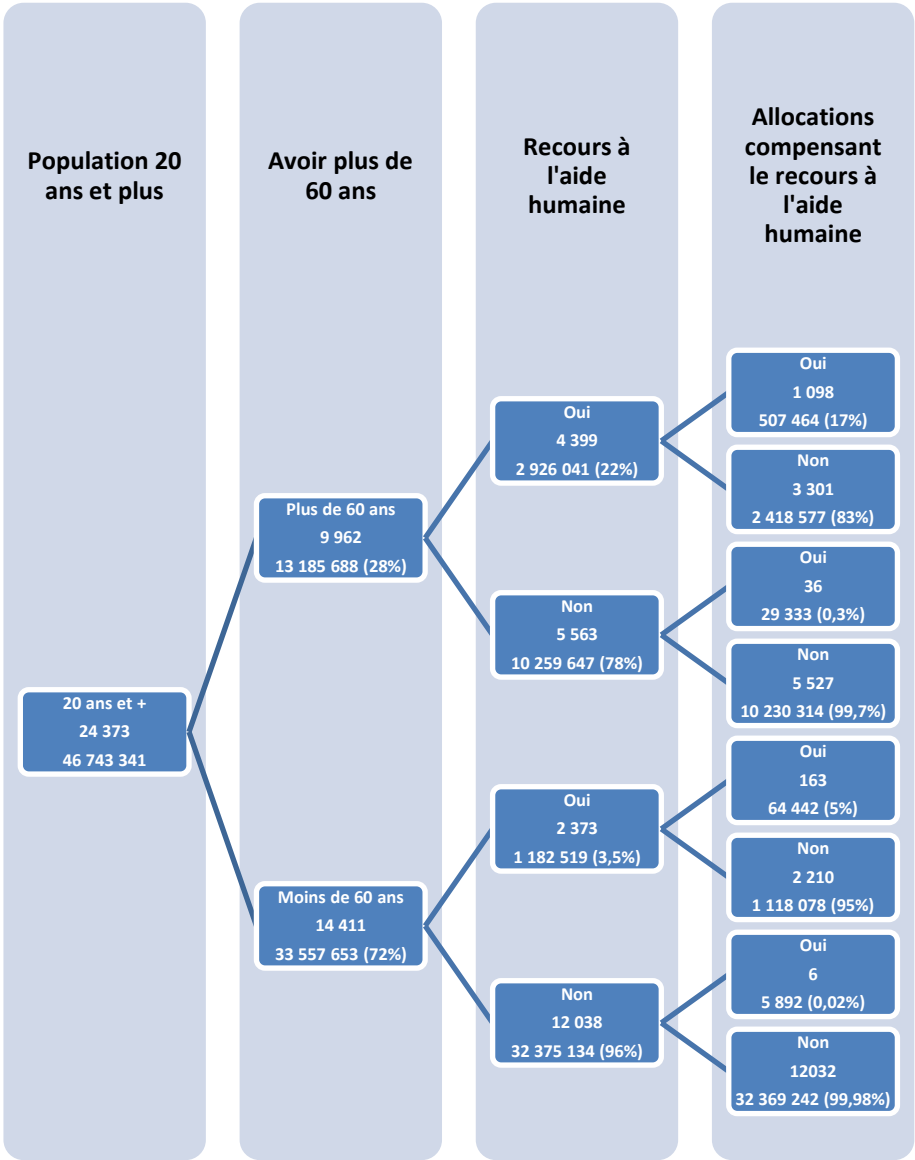 Population 20
ans et plus
Avoir plus de
60 ans
Recours à
l'aide
humaine
Allocations
compensant
le recours à
l'aide
humaine
20 ans et +
24 373
46 743 341
Plus de 60 ans
9 962
13 185 688 (28%)
Moins de 60 ans
14 411
33 557 653 (72%)
Oui
4 399
2 926 041 (22%)
Non
5 563
10 259 647 (78%)
Oui
2 373
1 182 519 (3,5%)
Non
12 038
32 375 134 (96%)
Oui
1 098
507 464 (17%)
Non
3 301
2 418 577 (83%)
Oui
36
29 333 (0,3%)
Non
5 527
10 230 314 (99,7%)
Oui
163
64 442 (5%)
Non
2 210
1 118 078 (95%)
Oui
6
5 892 (0,02%)
Non
12032
32 369 242 (99,98%)